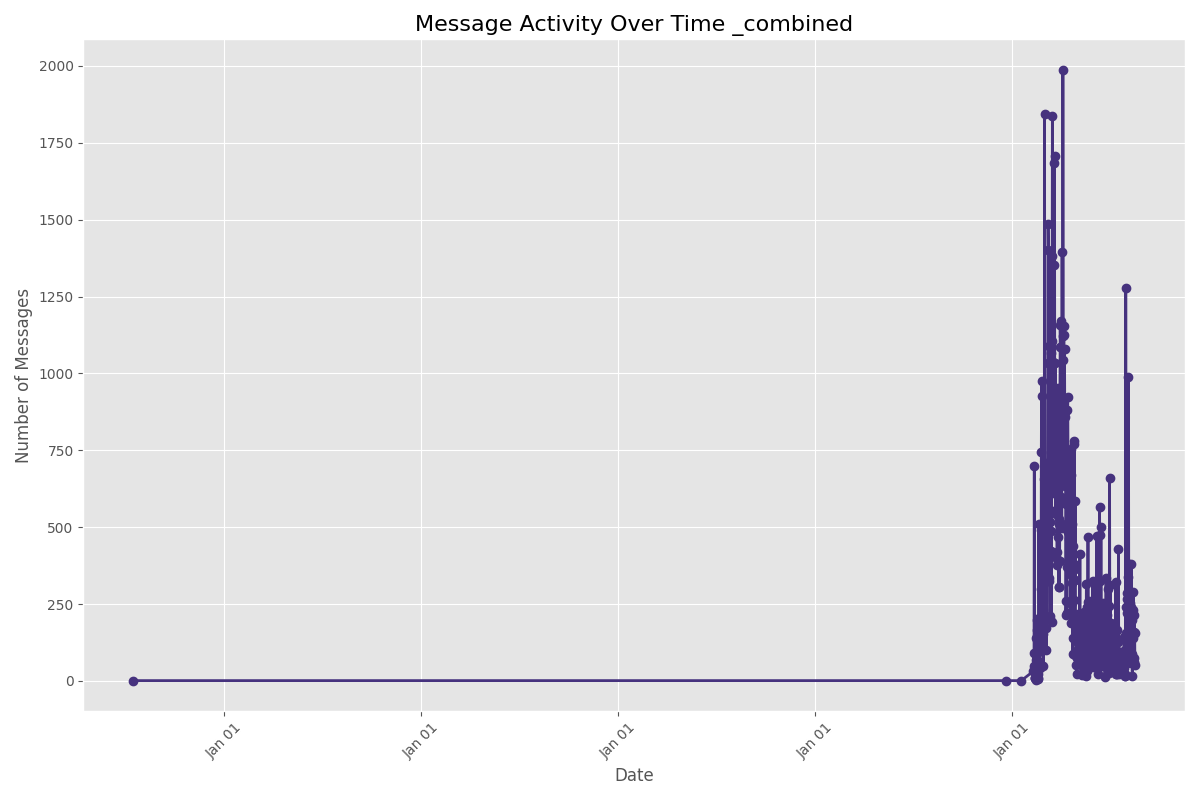 Message Activity Over Time _combined
Number of Messages
2000
1750
1500
1250
1000
750
500
250
0
Jan 01
Jan 01
Jan 01
Jan 01
Jan 01
Date